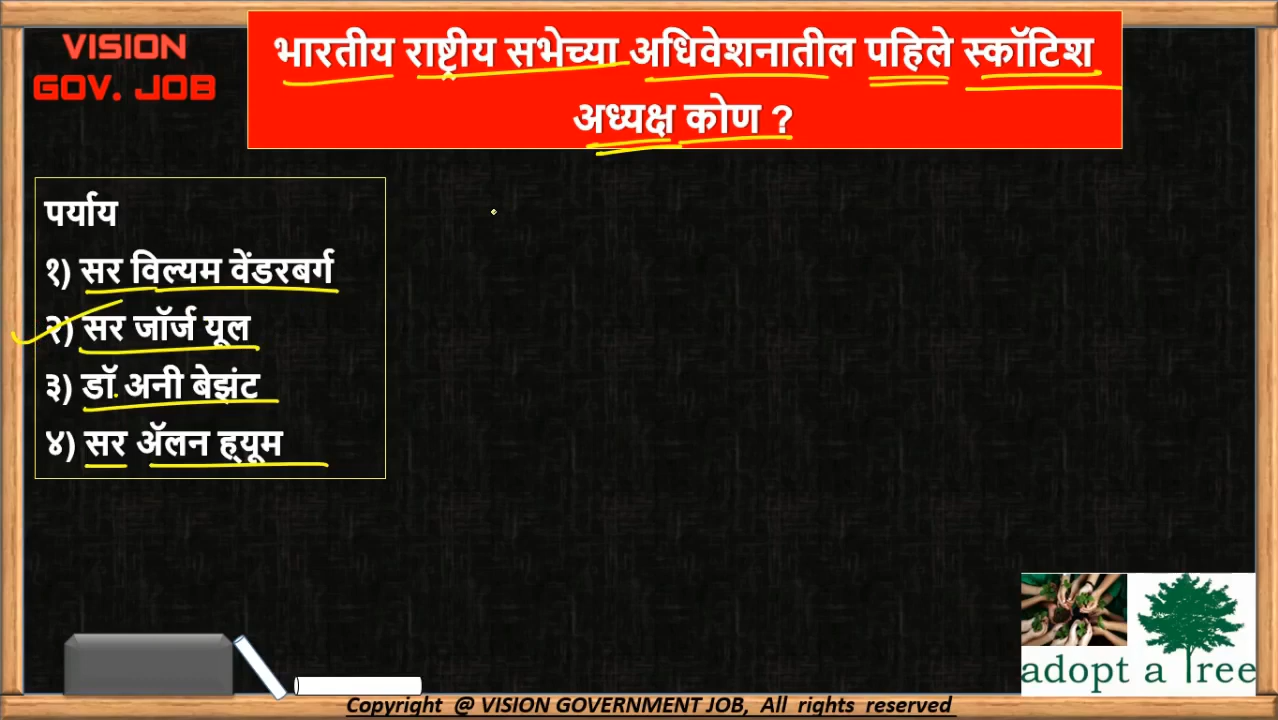 VISION
GOV. JOB
भारतीय राष्ट्रीय सभेच्या अधिवेशनातील पहिले स्कॉटिश
अध्यक्ष कोण ?
पर्याय
१) सर विल्यम वेंडरबर्ग
२) सर जॉर्ज यूल
३) डॉ अनी बेझंट
४) सर ॲलन ह्यूम
adopt a Tree
Copyright @ VISION GOVERNMENT JOB, All rights reserved